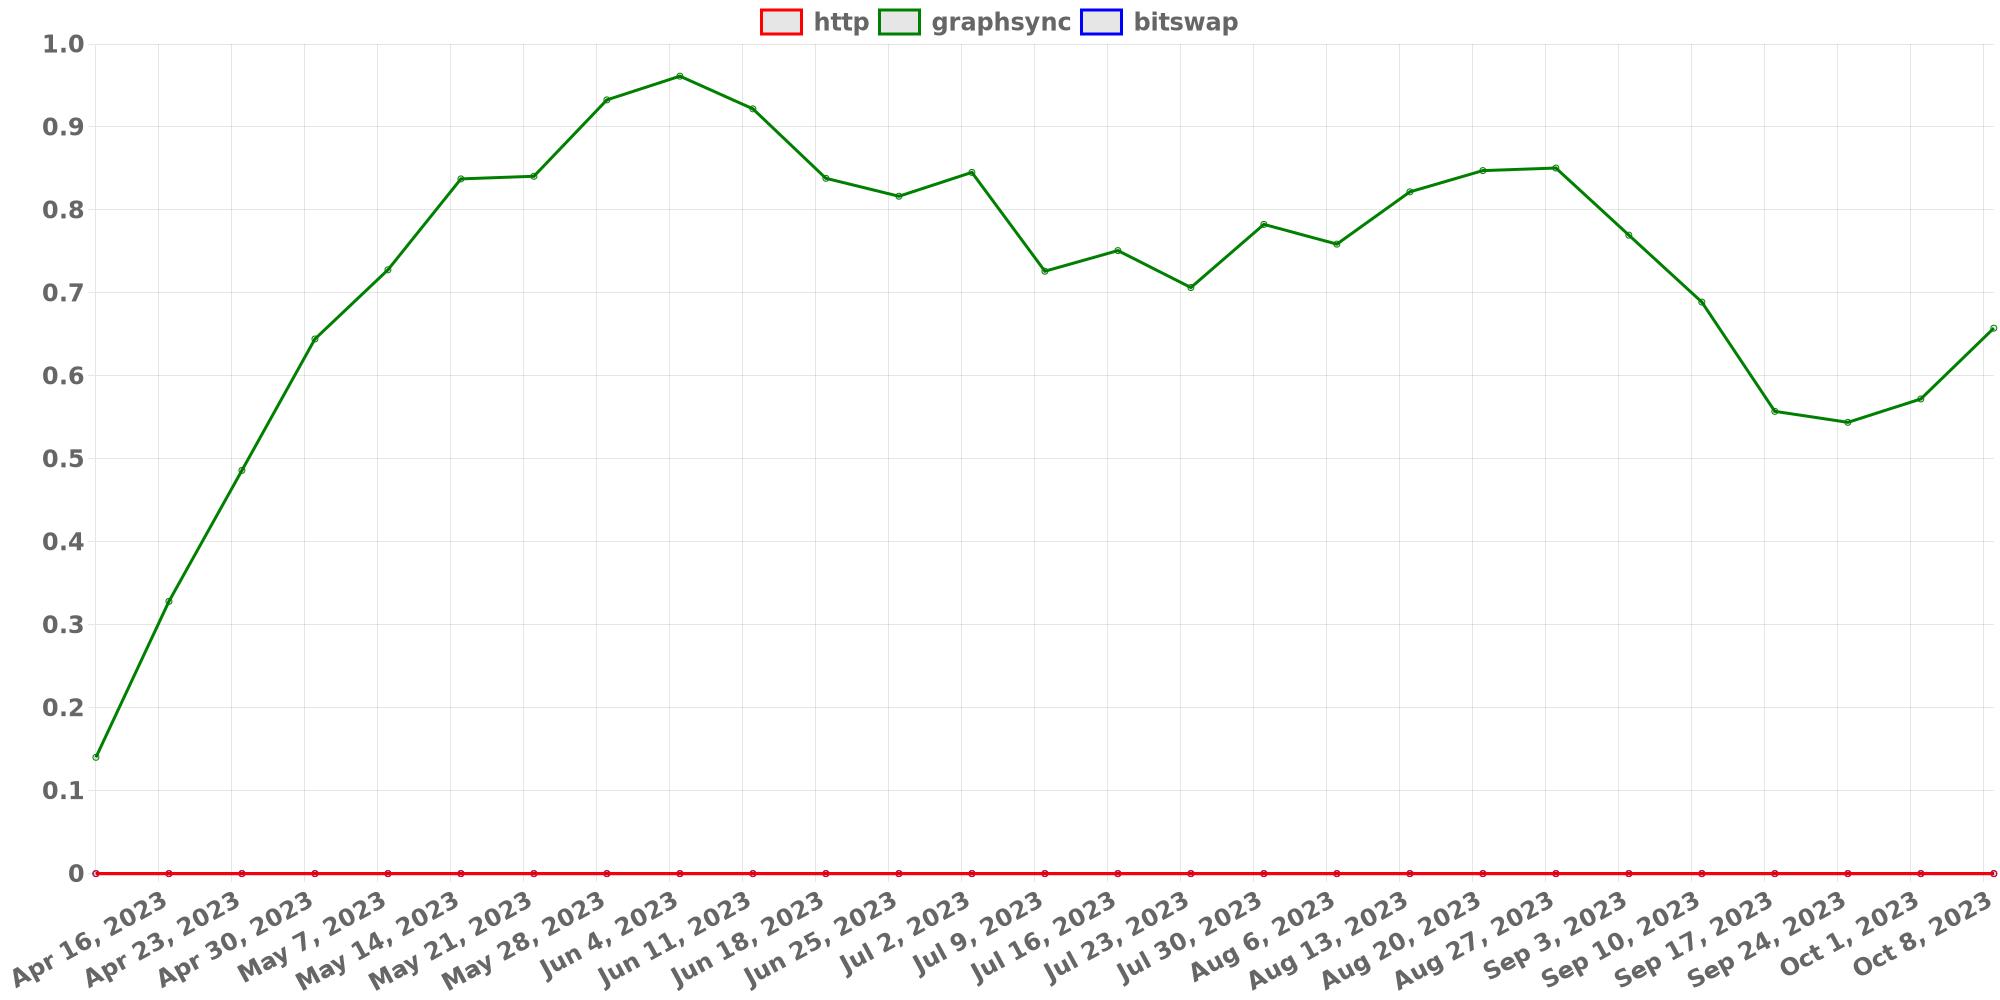 http graphsync bitswap
1.0
0.9
0.8
0.7
0.6
0.5
0.4
0.3
0.2
0.1
0
Apr 16, 2023
Apr 23, 2023
Apr 30, 2023
May 7, 2023
May 14, 2023
May 21, 2023
May 28, 2023
Jun 4, 2023
Jun 11, 2023
Jun 18, 2023
Jun 25, 2023
Jul 2, 2023
Jul 9, 2023
Jul 16, 2023
Jul 23, 2023
Jul 30, 2023
Aug 6, 2023
Aug 13, 2023
Aug 20, 2023
Aug 27, 2023
Sep 3, 2023
Sep 10, 2023
Sep 17, 2023
Sep 24, 2023
Oct 1, 2023
Oct 8, 2023